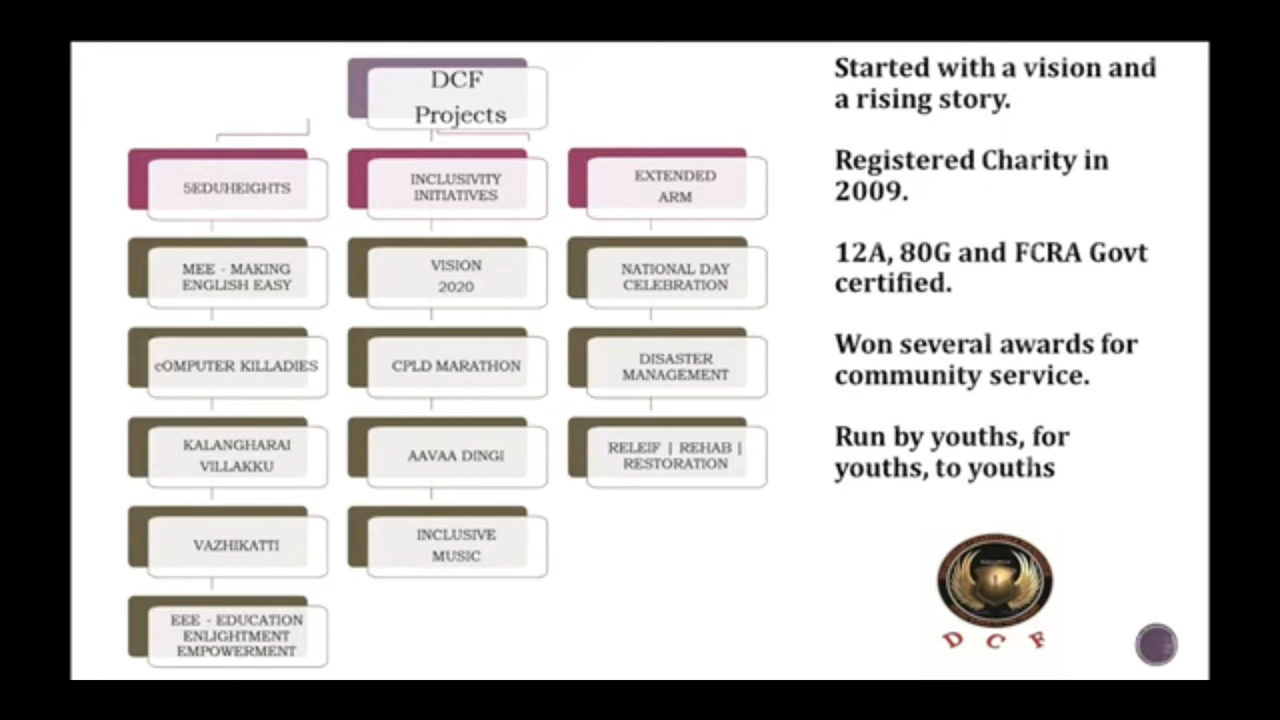 DCF
Projects
5EDUHEIGHTS
MEE - MAKING
ENGLISH EASY
cOMPUTER KILLADIES
KALANGHARAI
VILLAKKU
VAZHIKATTI
EEE - EDUCATION
ENLIGHTMENT
EMPOWERMENT
INCLUSIVITY
INITIATIVES
VISION
2020
CPLD MARATHON
AAVAA DINGI
INCLUSIVE
MUSIC
EXTENDED
ARM
NATIONAL DAY
CELEBRATION
DISASTER
MANAGEMENT
RELEIF | REHAB |
RESTORATION
Started with a vision and
a rising story.
Registered Charity in
2009.
12A, 80G and FCRA Govt
certified.
Won several awards for
community service.
Run by youths, for
youths, to youths
D C F